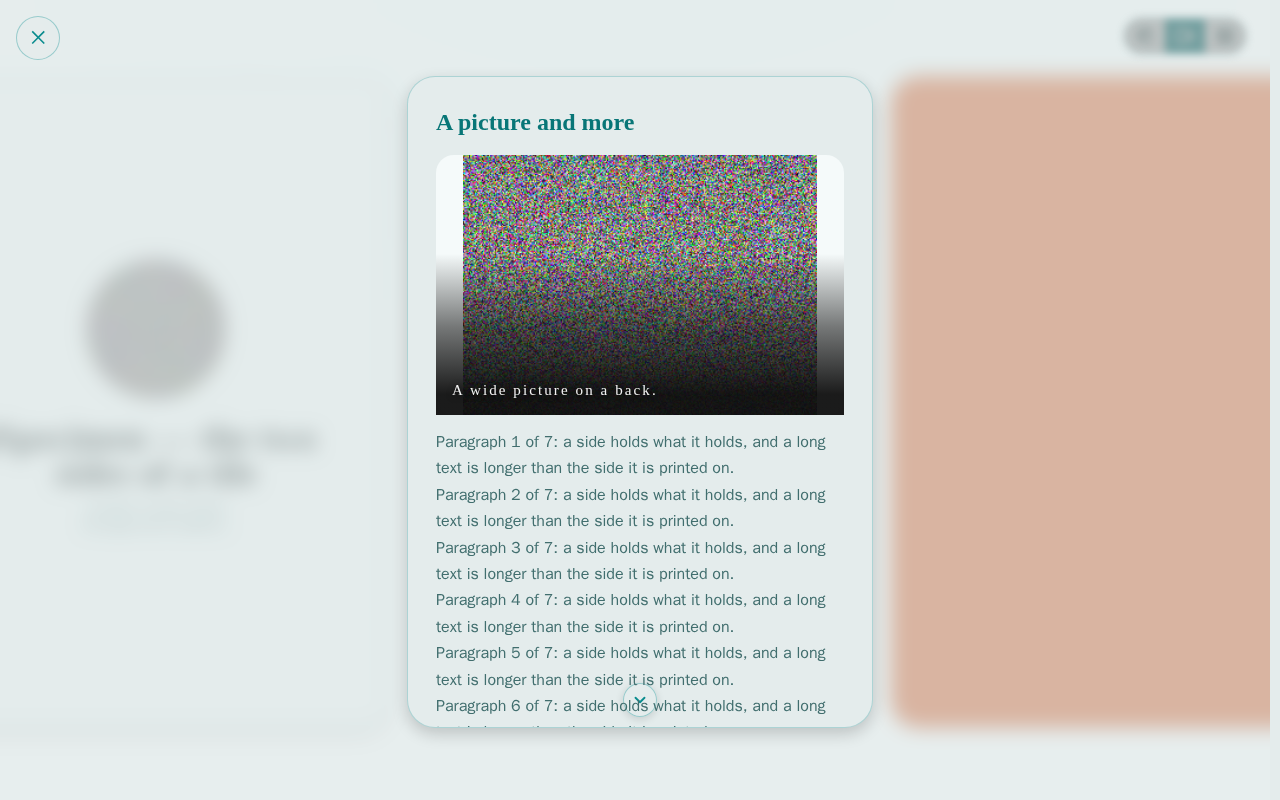 A picture and more
A wide picture on a back.
Paragraph 1 of 7: a side holds what it holds, and a long
text is longer than the side it is printed on.
Paragraph 2 of 7: a side holds what it holds, and a long
text is longer than the side it is printed on.
Paragraph 3 of 7: a side holds what it holds, and a long
text is longer than the side it is printed on.
Paragraph 4 of 7: a side holds what it holds, and a long
text is longer than the side it is printed on.
Paragraph 5 of 7: a side holds what it holds, and a long
text is longer than the side it is printed on.
Paragraph 6 of 7: a side holds what it holds, and a long